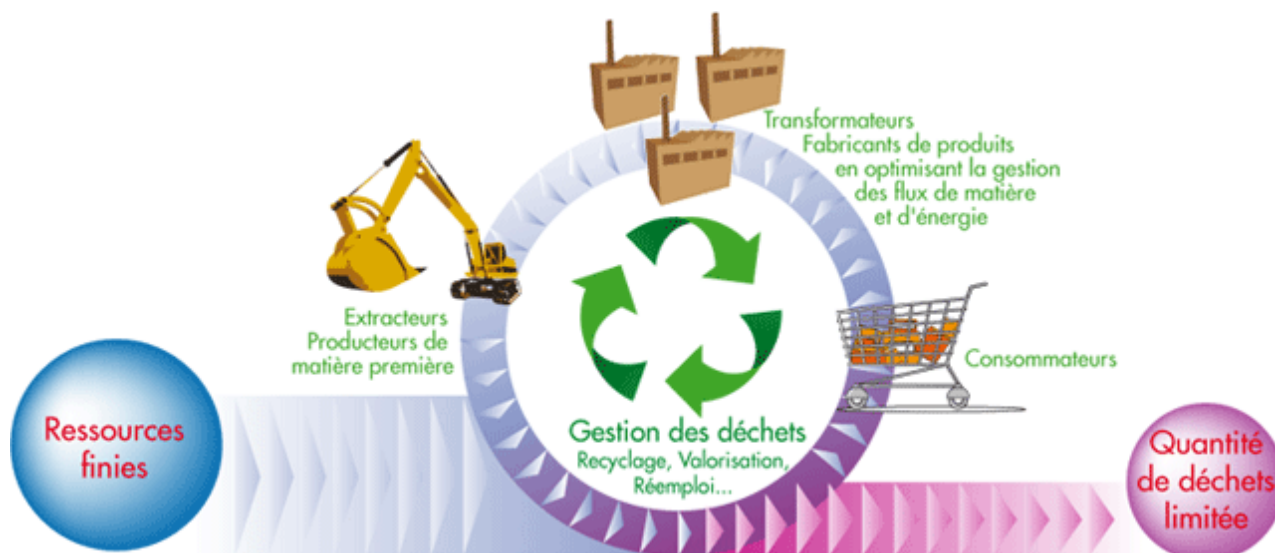 Transformateurs
Fabricants de produits
en optimisant la gestion
des flux de matière
et d'énergie
Extracteurs
Producteurs de
matière première
Consommateurs
Ressources
finies
Gestion des déchets
Recyclage, Valorisation,
Réemploi...
Quantité
de déchets
limitée